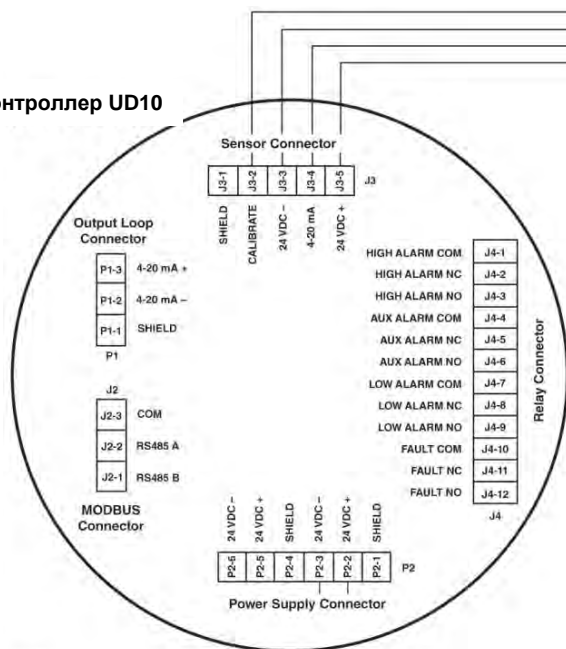 онтроллер UD10
Sensor Connector
J3-1 J3-2 J3-3 J3-4 J3-5 J3
SHIELD
CALIBRATE
24 VDC –
4-20 mA
24 VDC +
Output Loop
Connector
P1-3 4-20 mA +
P1-2 4-20 mA –
P1-1 SHIELD
P1
J2
J2-3 COM
J2-2 RS485 A
J2-1 RS485 B
MODBUS
Connector
HIGH ALARM COM J4-1
HIGH ALARM NC J4-2
HIGH ALARM NO J4-3
AUX ALARM COM J4-4
AUX ALARM NC J4-5
AUX ALARM NO J4-6
LOW ALARM COM J4-7
LOW ALARM NC J4-8
LOW ALARM NO J4-9
FAULT COM J4-10
FAULT NC J4-11
FAULT NO J4-12
J4
Relay Connector
24 VDC –
24 VDC +
SHIELD
24 VDC –
24 VDC +
SHIELD
P2-6 P2-5 P2-4 P2-3 P2-2 P2-1 P2
Power Supply Connector